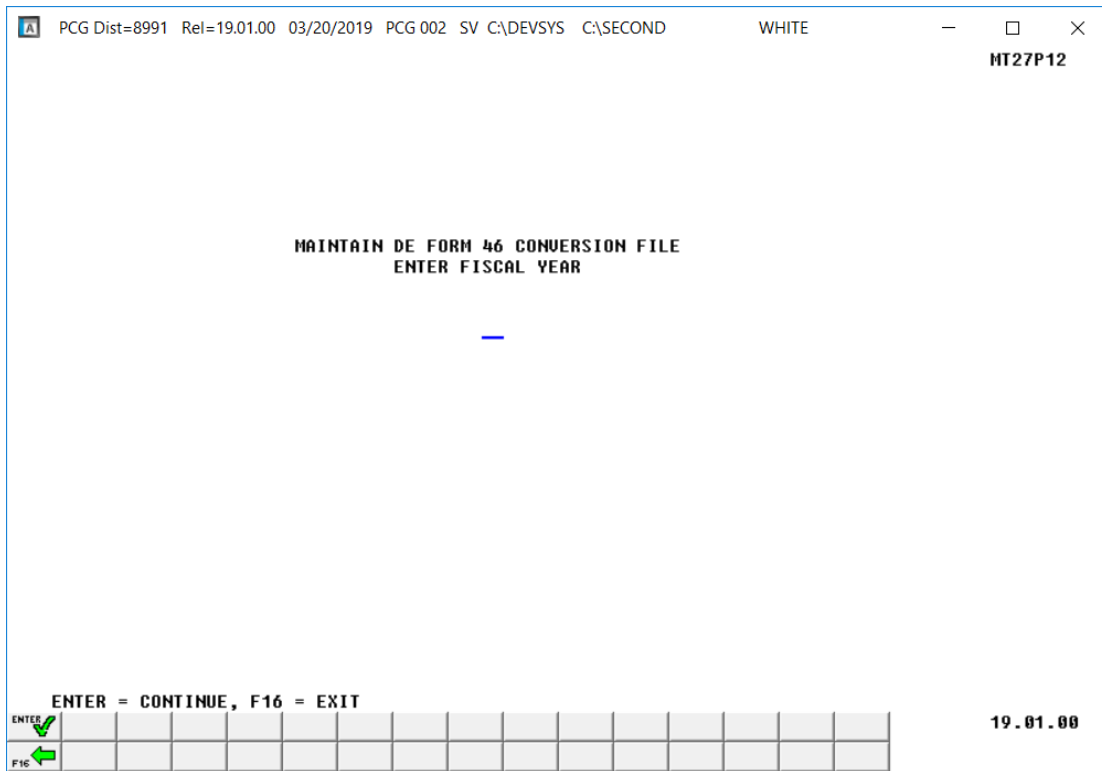 A PCG Dist=8991 Rel=19.01.00 03/20/2019 PCG 002 SV C:\DEVSYS C:\SECOND WHITE
MT27P12
MAINTAIN DE FORM 46 CONVERSION FILE
ENTER FISCAL YEAR
ENTER = CONTINUE, F16 = EXIT
ENTER
19.01.00
F16